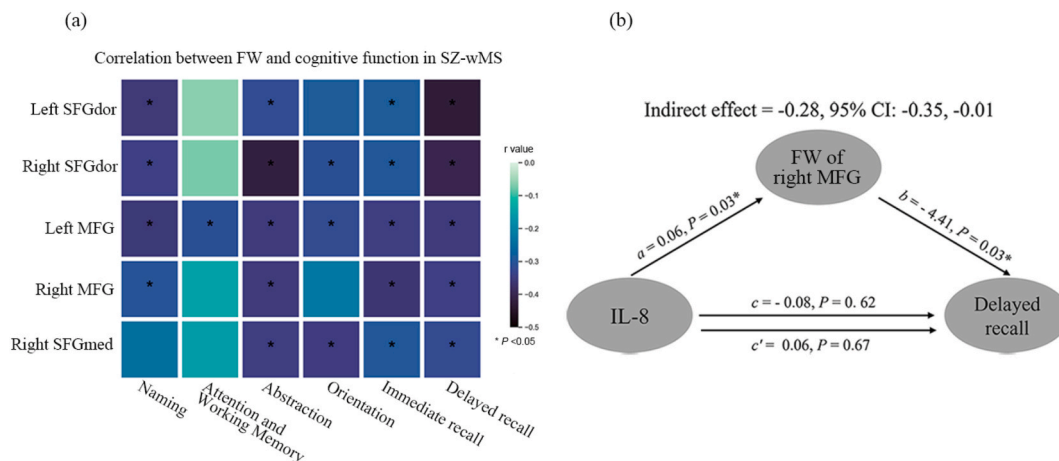 (a)
Correlation between FW and cognitive function in SZ-wMS
Left SFGdor
* * * *
Right SFGdor
* * * * *
Left MFG
* * * * * *
Right MFG
* * * *
Right SFGmed
* * * *
Naming
Attention and
Working Memory
Abstraction
Orientation
Immediate recall
Delayed recall
r value
0.0
−0.1
−0.2
−0.3
−0.4
−0.5
* P <0.05
(b)
Indirect effect = -0.28, 95% CI: -0.35, -0.01
FW of
right MFG
a = 0.06, P = 0.03*
b = - 4.41, P = 0.03*
IL-8
c = - 0.08, P = 0. 62
c' = 0.06, P = 0.67
Delayed
recall